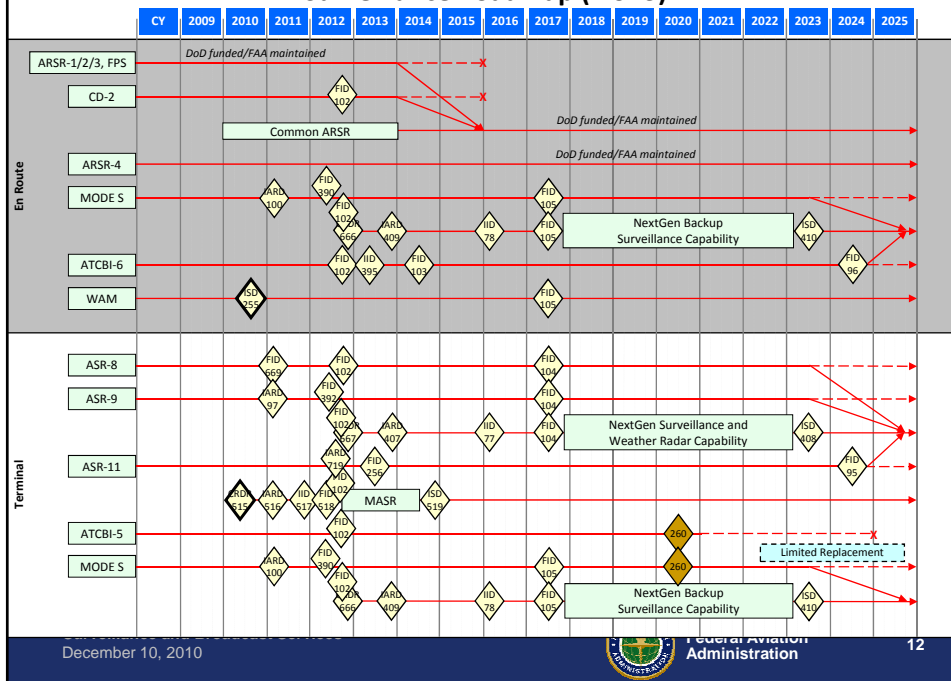 CY 2009 2010 2011 2012 2013 2014 2015 2016 2017 2018 2019 2020 2021 2022 2023 2024 2025
En Route
DoD funded/FAA maintained
ARSR-1/2/3, FPS
X
CD-2
FID 102
X
Common ARSR
DoD funded/FAA maintained
ARSR-4
DoD funded/FAA maintained
MODE S
IARD 100
FID 390
FID 105
FID 102
666
IARD 409
IID 78
FID 105
NextGen Backup
Surveillance Capability
ISD 410
ATCBI-6
FID 102
IID 395
FID 103
FID 96
WAM
ISD 255
FID 105
Terminal
ASR-8
FID 669
FID 102
FID 104
ASR-9
IARD 97
FID 392
FID 104
FID 102
667
IARD 407
IID 77
FID 104
NextGen Surveillance and
Weather Radar Capability
ISD 408
ASR-11
IARD 719
FID 256
FID 95
CRDR 515
IARD 516
IID 517
FID 518
102
MASR
ISD 519
ATCBI-5
FID 102
260
X
Limited Replacement
MODE S
IARD 100
FID 390
FID 105
260
FID 102
666
IARD 409
IID 78
FID 105
NextGen Backup
Surveillance Capability
ISD 410
and Broadcast Services
December 10, 2010
Federal Aviation
Administration
12